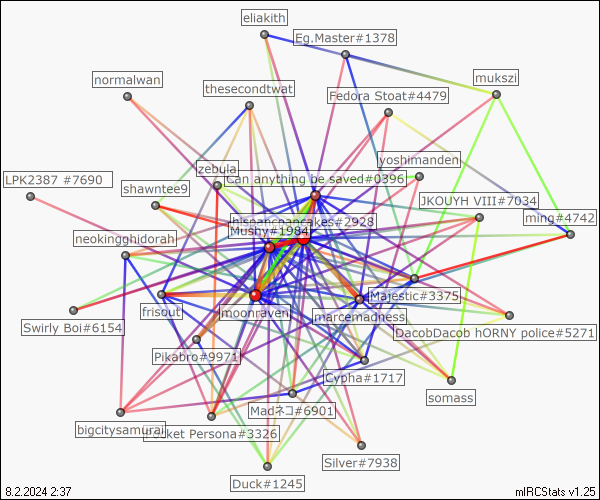 eliakith
Eg.Master#1378
mukszi
normalwan
thesecondtwat
Fedora Stoat#4479
yoshimanden
zebula
Can anything be saved#0396
LPK2387 #7690
shawntee9
JKOUYH VIII#7034
ming#4742
hispanchancakes#2928
Mushy#1984
neokingghidorah
Majestic#3375
frisout
moonraven
marcemadness
Swirly Boi#6154
DacobDacob hORNY police#5271
Pikabro#9971
Cypha#1717
somass
Madネコ#6901
bigcitysamurai
Pocket Persona#3326
Silver#7938
Duck#1245
8.2.2024 2:37
mIRCStats v1.25